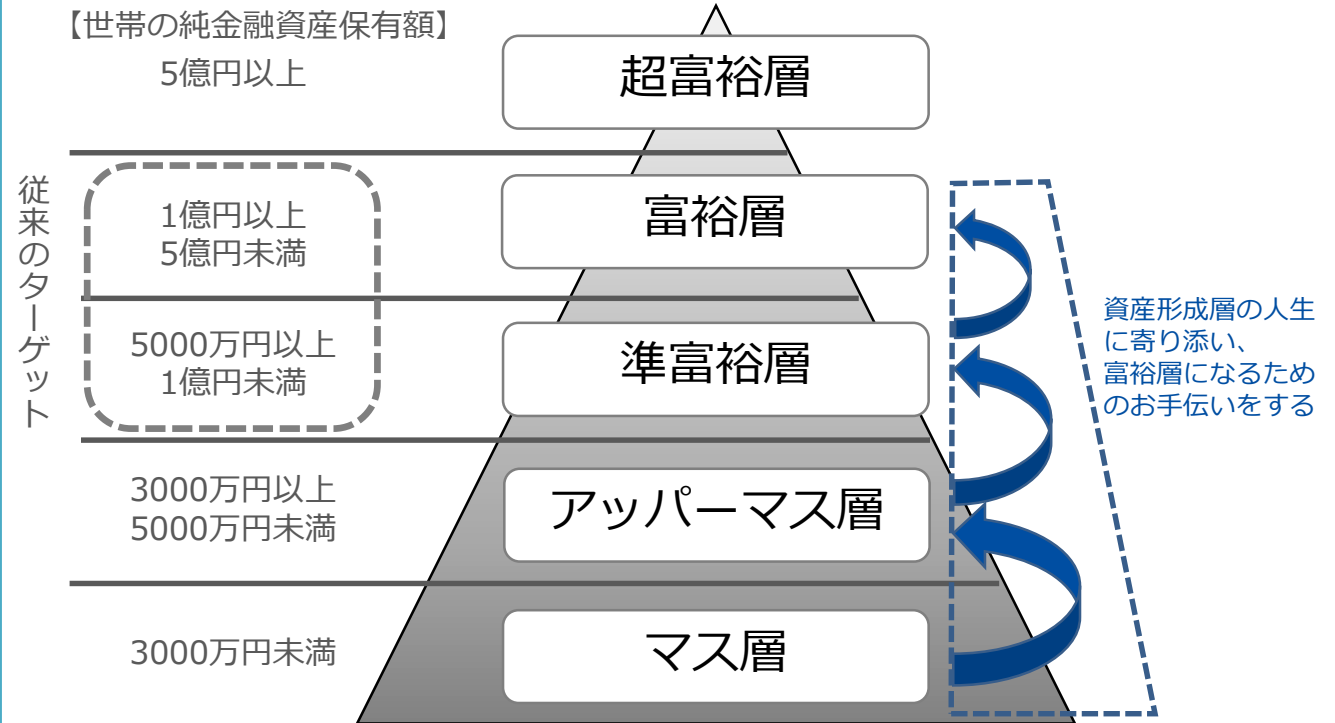 【世帯の純金融資産保有額】
5億円以上
超富裕層
従来のターゲット
1億円以上
5億円未満
富裕層
5000万円以上
1億円未満
準富裕層
資産形成層の人生
に寄り添い、
富裕層になるため
のお手伝いをする
3000万円以上
5000万円未満
アッパーマス層
3000万円未満
マス層